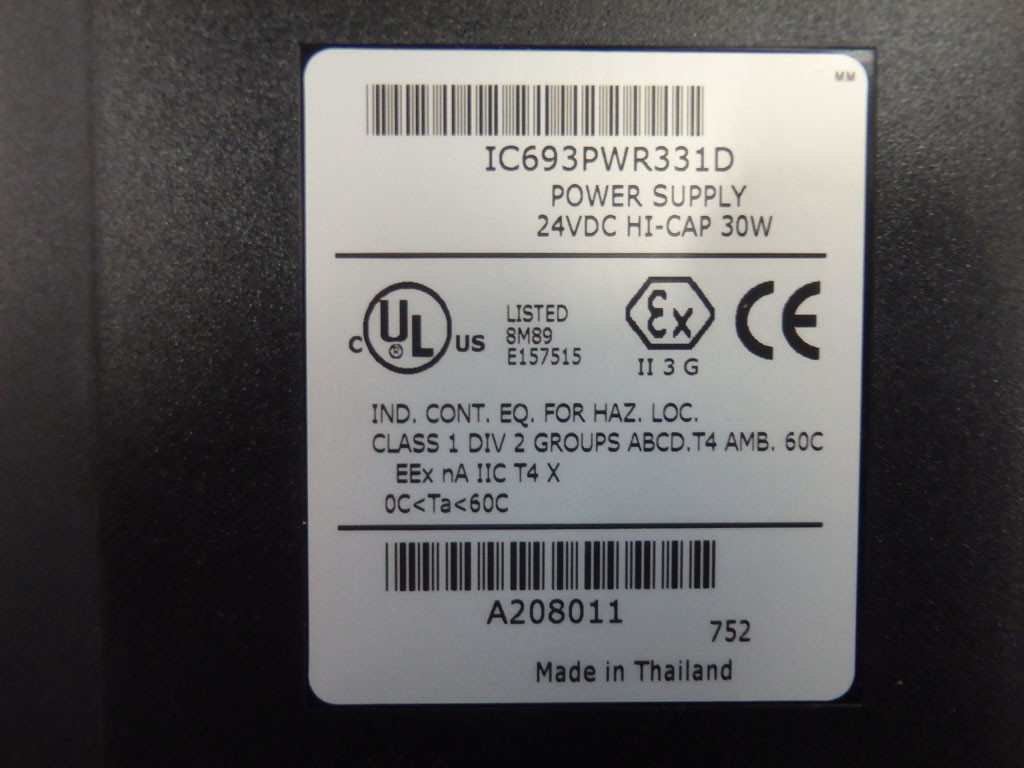 MM
IC693PWR331D
POWER SUPPLY
24VDC HI-CAP 30W
C UL ® US
LISTED
8M89
E157515
Ex
II 3 G
CE
IND. CONT. EQ. FOR HAZ. LOC.
CLASS 1 DIV 2 GROUPS ABCD.T4 AMB. 60C
EEx nA IIC T4 X
0C<Ta<60C
A208011
752
Made in Thailand